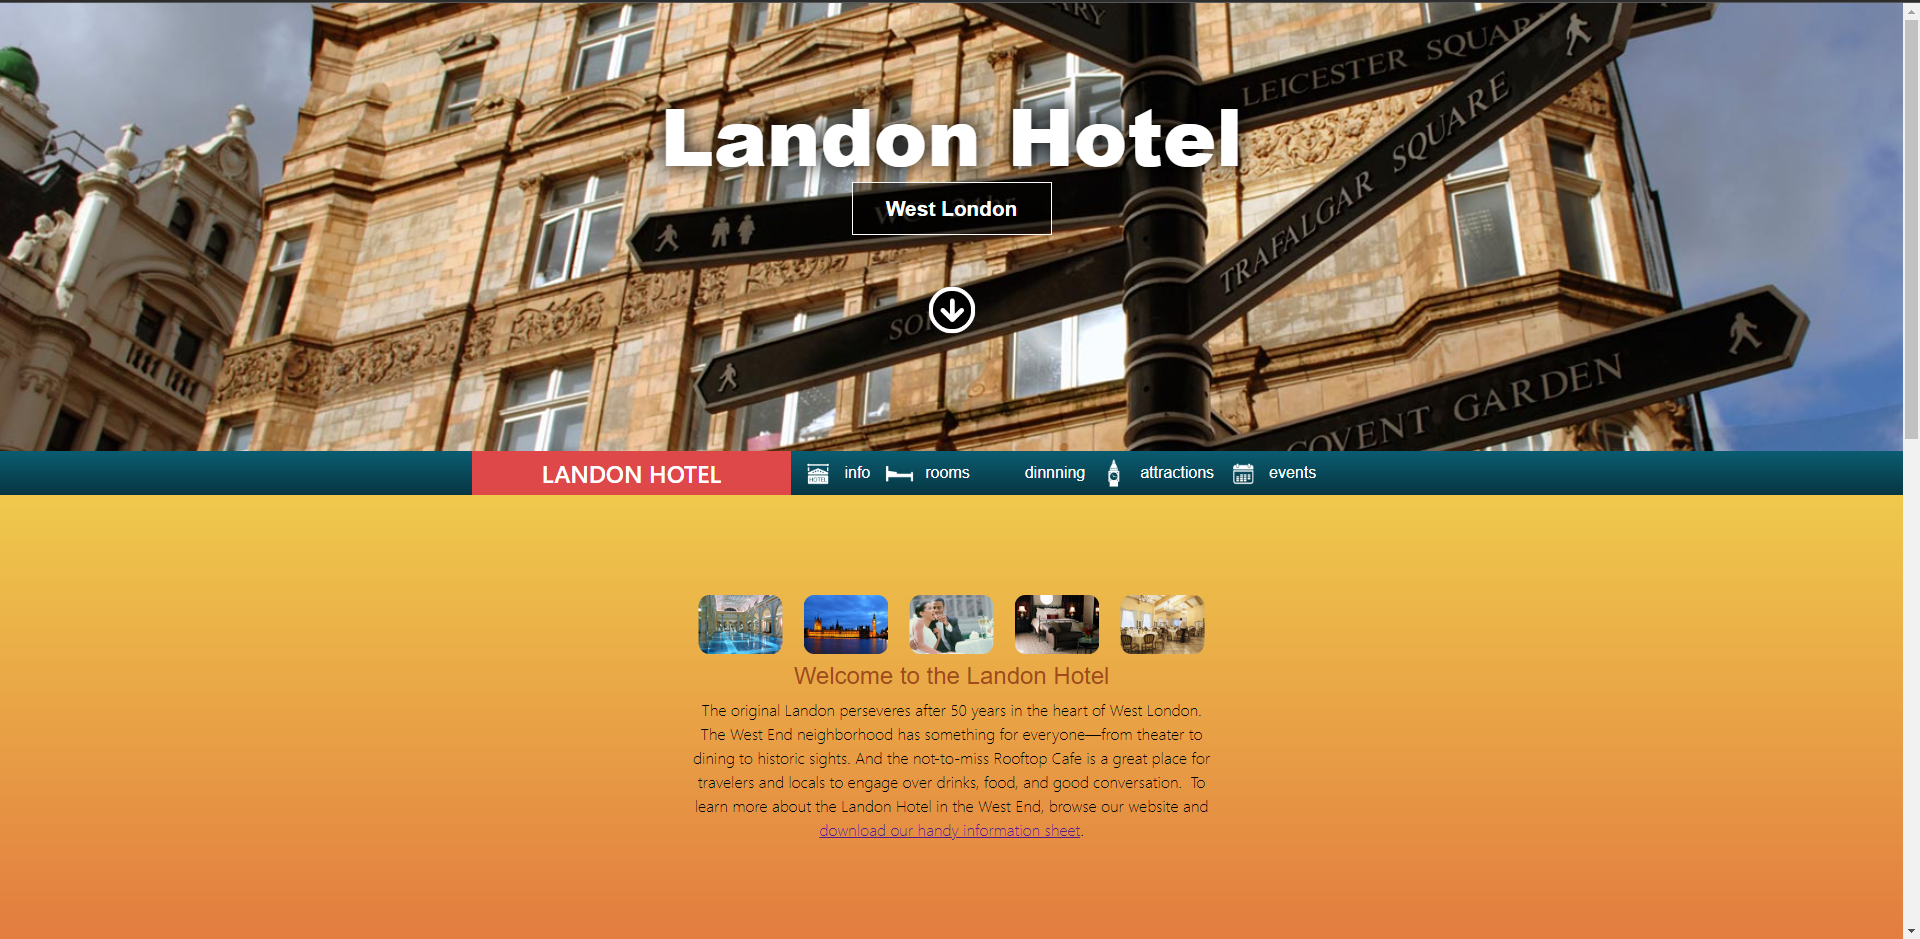 LEICESTER SQUAR
Landon Hotel
TRAFALGAR SQUARE
West London
COVENT GARDEN
LANDON HOTEL
HOTEL
info
rooms
dinnning
attractions
events
Welcome to the Landon Hotel
The original Landon perseveres after 50 years in the heart of West London.
The West End neighborhood has something for everyone—from theater to
dining to historic sights. And the not-to-miss Rooftop Cafe is a great place for
travelers and locals to engage over drinks, food, and good conversation. To
learn more about the Landon Hotel in the West End, browse our website and
download our handy information sheet.